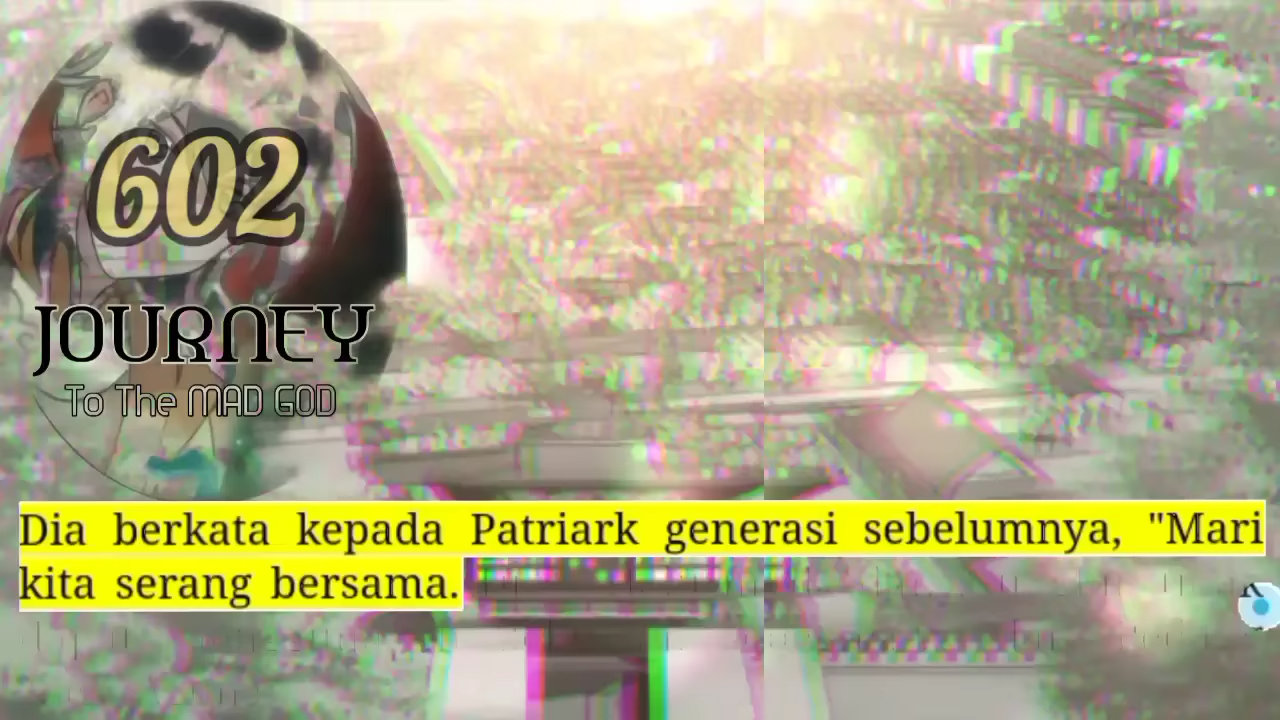 602
JOURNEY
To The MAD GOD
Dia berkata kepada Patriark generasi sebelumnya, "Mari
kita serang bersama.